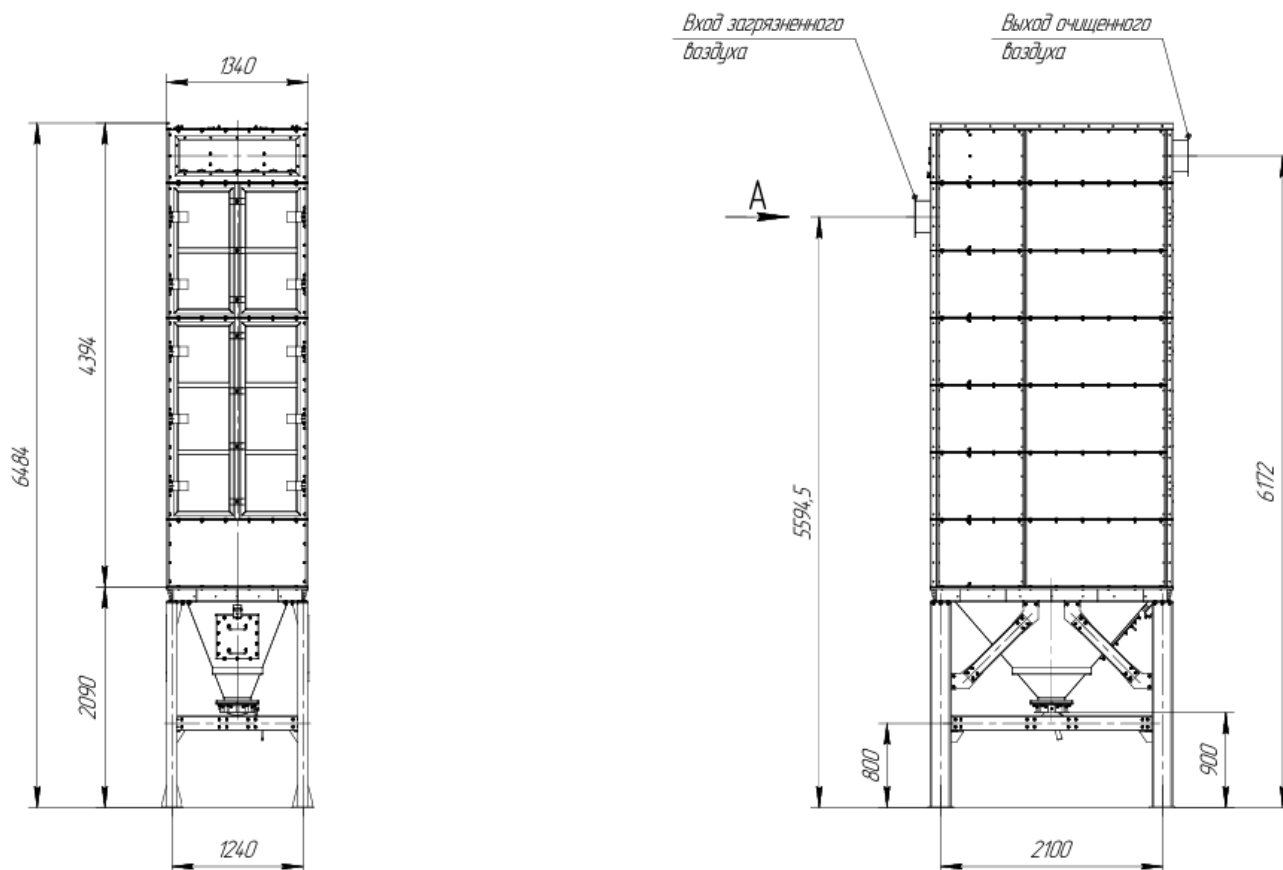 Вход загрязненного
воздуха
Выход очищенного
воздуха
1340
А
4394
6484
5594,5
6172
2090
800
900
1240
2100